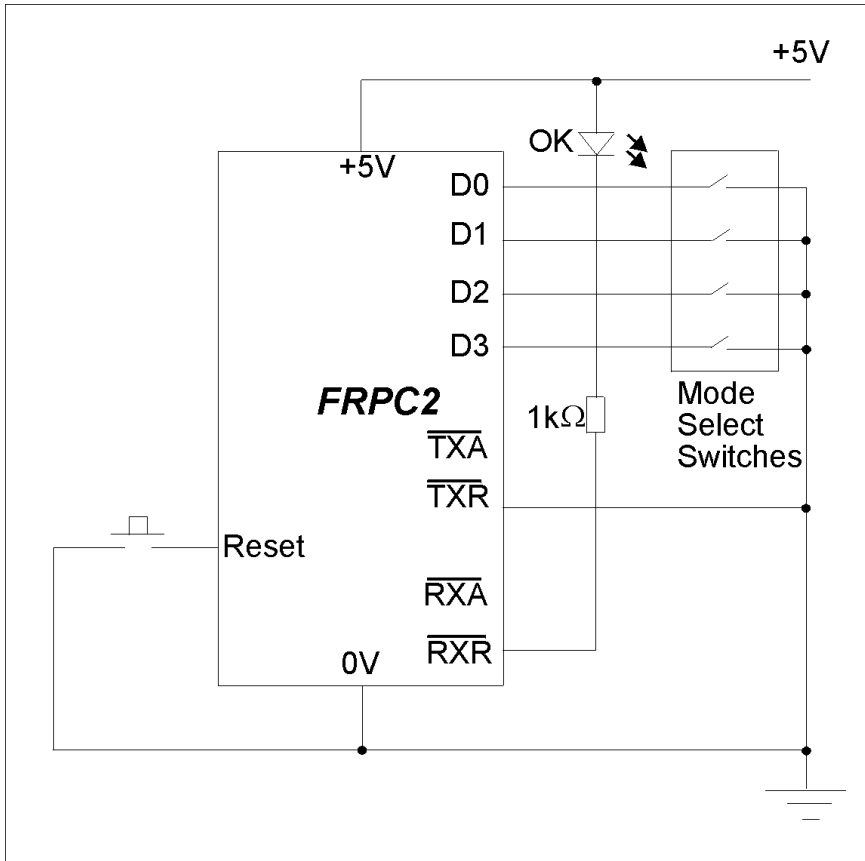 +5V
OK
+5V
D0
D1
D2
D3
FRPC2
1kΩ
Mode
Select
Switches
TXA
TXR
Reset
RXA
RXR
0V